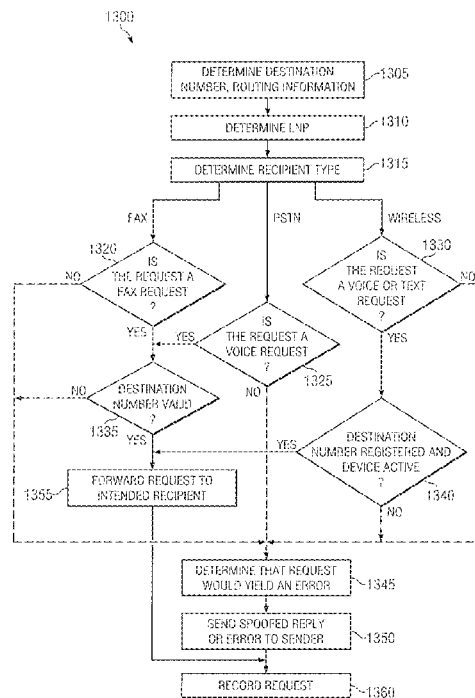 1300
DETERMINE DESTINATION
NUMBER, ROUTING INFORMATION
1305
DETERMINE LNP
1310
DETERMINE RECIPIENT TYPE
1315
FAX
PSTN
WIRELESS
1320
IS
THE REQUEST A
FAX REQUEST
?
NO
YES
IS
THE REQUEST A
VOICE REQUEST
?
1325
YES
NO
1330
IS
THE REQUEST
A VOICE OR TEXT
REQUEST
?
NO
YES
DESTINATION
NUMBER VALID
?
1335
NO
YES
DESTINATION
NUMBER REGISTERED AND
DEVICE ACTIVE
?
1340
YES
NO
1355
FORWARD REQUEST TO
INTENDED RECIPIENT
DETERMINE THAT REQUEST
WOULD YIELD AN ERROR
1345
SEND SPOOFED REPLY
OR ERROR TO SENDER
1350
RECORD REQUEST
1360